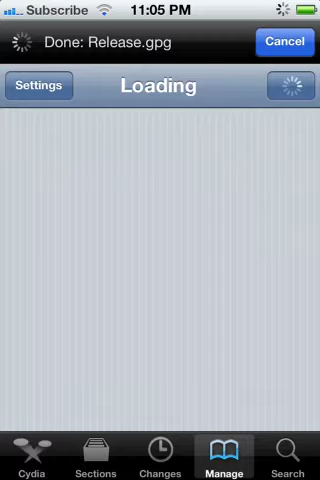 Subscribe 11:05 PM
Done: Release.gpg Cancel
Settings Loading
Cydia Sections Changes Manage Search